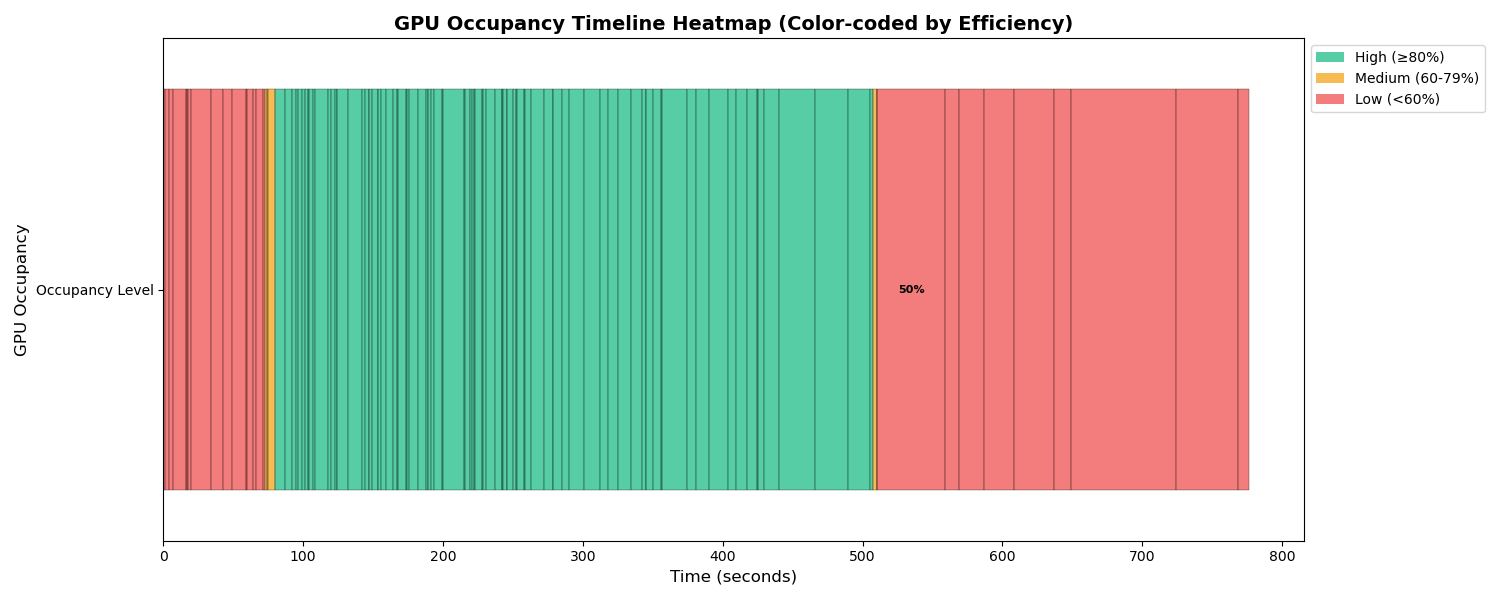 GPU Occupancy Timeline Heatmap (Color-coded by Efficiency)
High (≥80%)
Medium (60-79%)
Low (<60%)
GPU Occupancy
Occupancy Level
50%
0 100 200 300 400 500 600 700 800
Time (seconds)